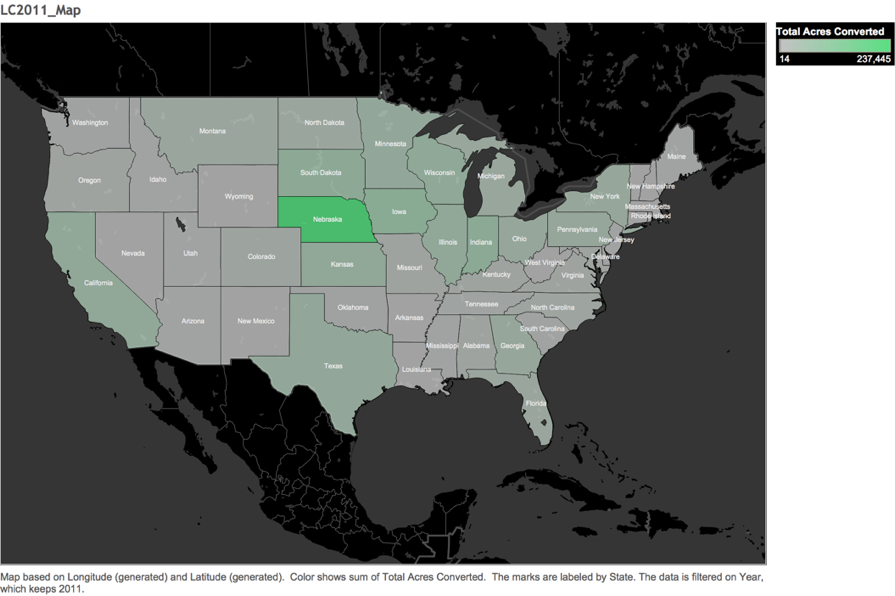 LC2011_Map
Total Acres Converted
14 237,445
Washington
Montana
North Dakota
Minnesota
Maine
Oregon
Idaho
South Dakota
Wisconsin
Michigan
Wyoming
New York
New Hampshire
Massachusetts
Rhode Island
Nebraska
Iowa
Nevada
Utah
Colorado
Illinois
Indiana
Ohio
Pennsylvania
New Jersey
Delaware
California
Kansas
Missouri
Kentucky
West Virginia
Virginia
Arizona
New Mexico
Oklahoma
Arkansas
Tennessee
North Carolina
South Carolina
Texas
Louisiana
Mississippi
Alabama
Georgia
Florida
Map based on Longitude (generated) and Latitude (generated).  Color shows sum of Total Acres Converted.  The marks are labeled by State. The data is filtered on Year,
which keeps 2011.